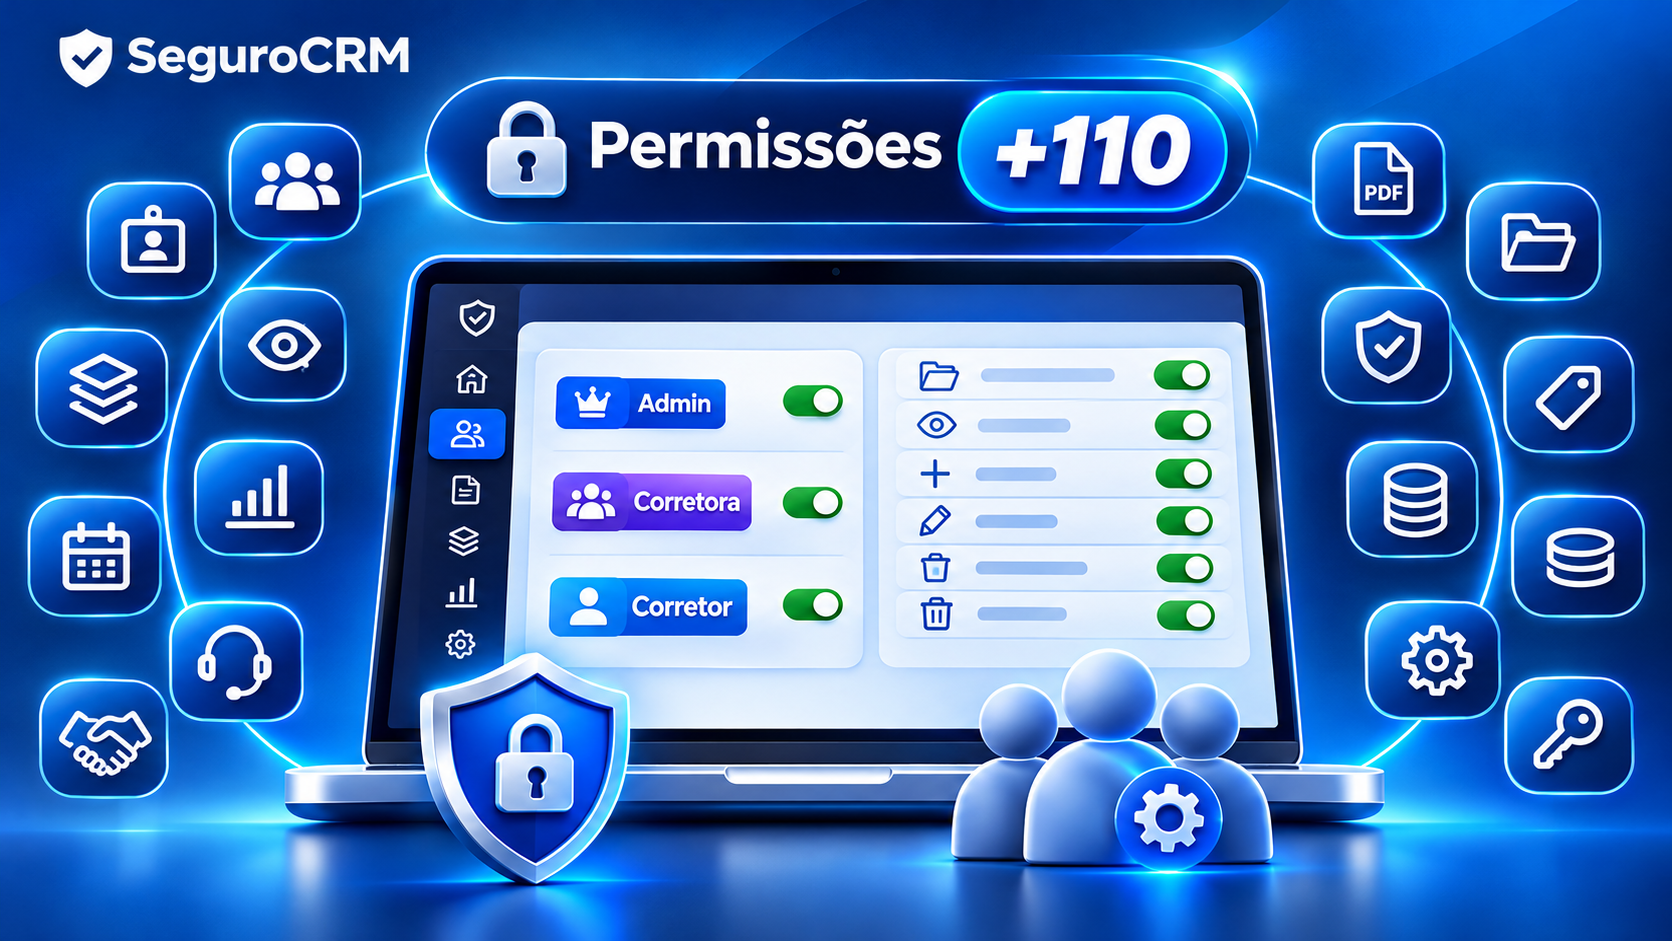 SeguroCRM
Permissões +110
PDF
Admin
Corretora
Corretor